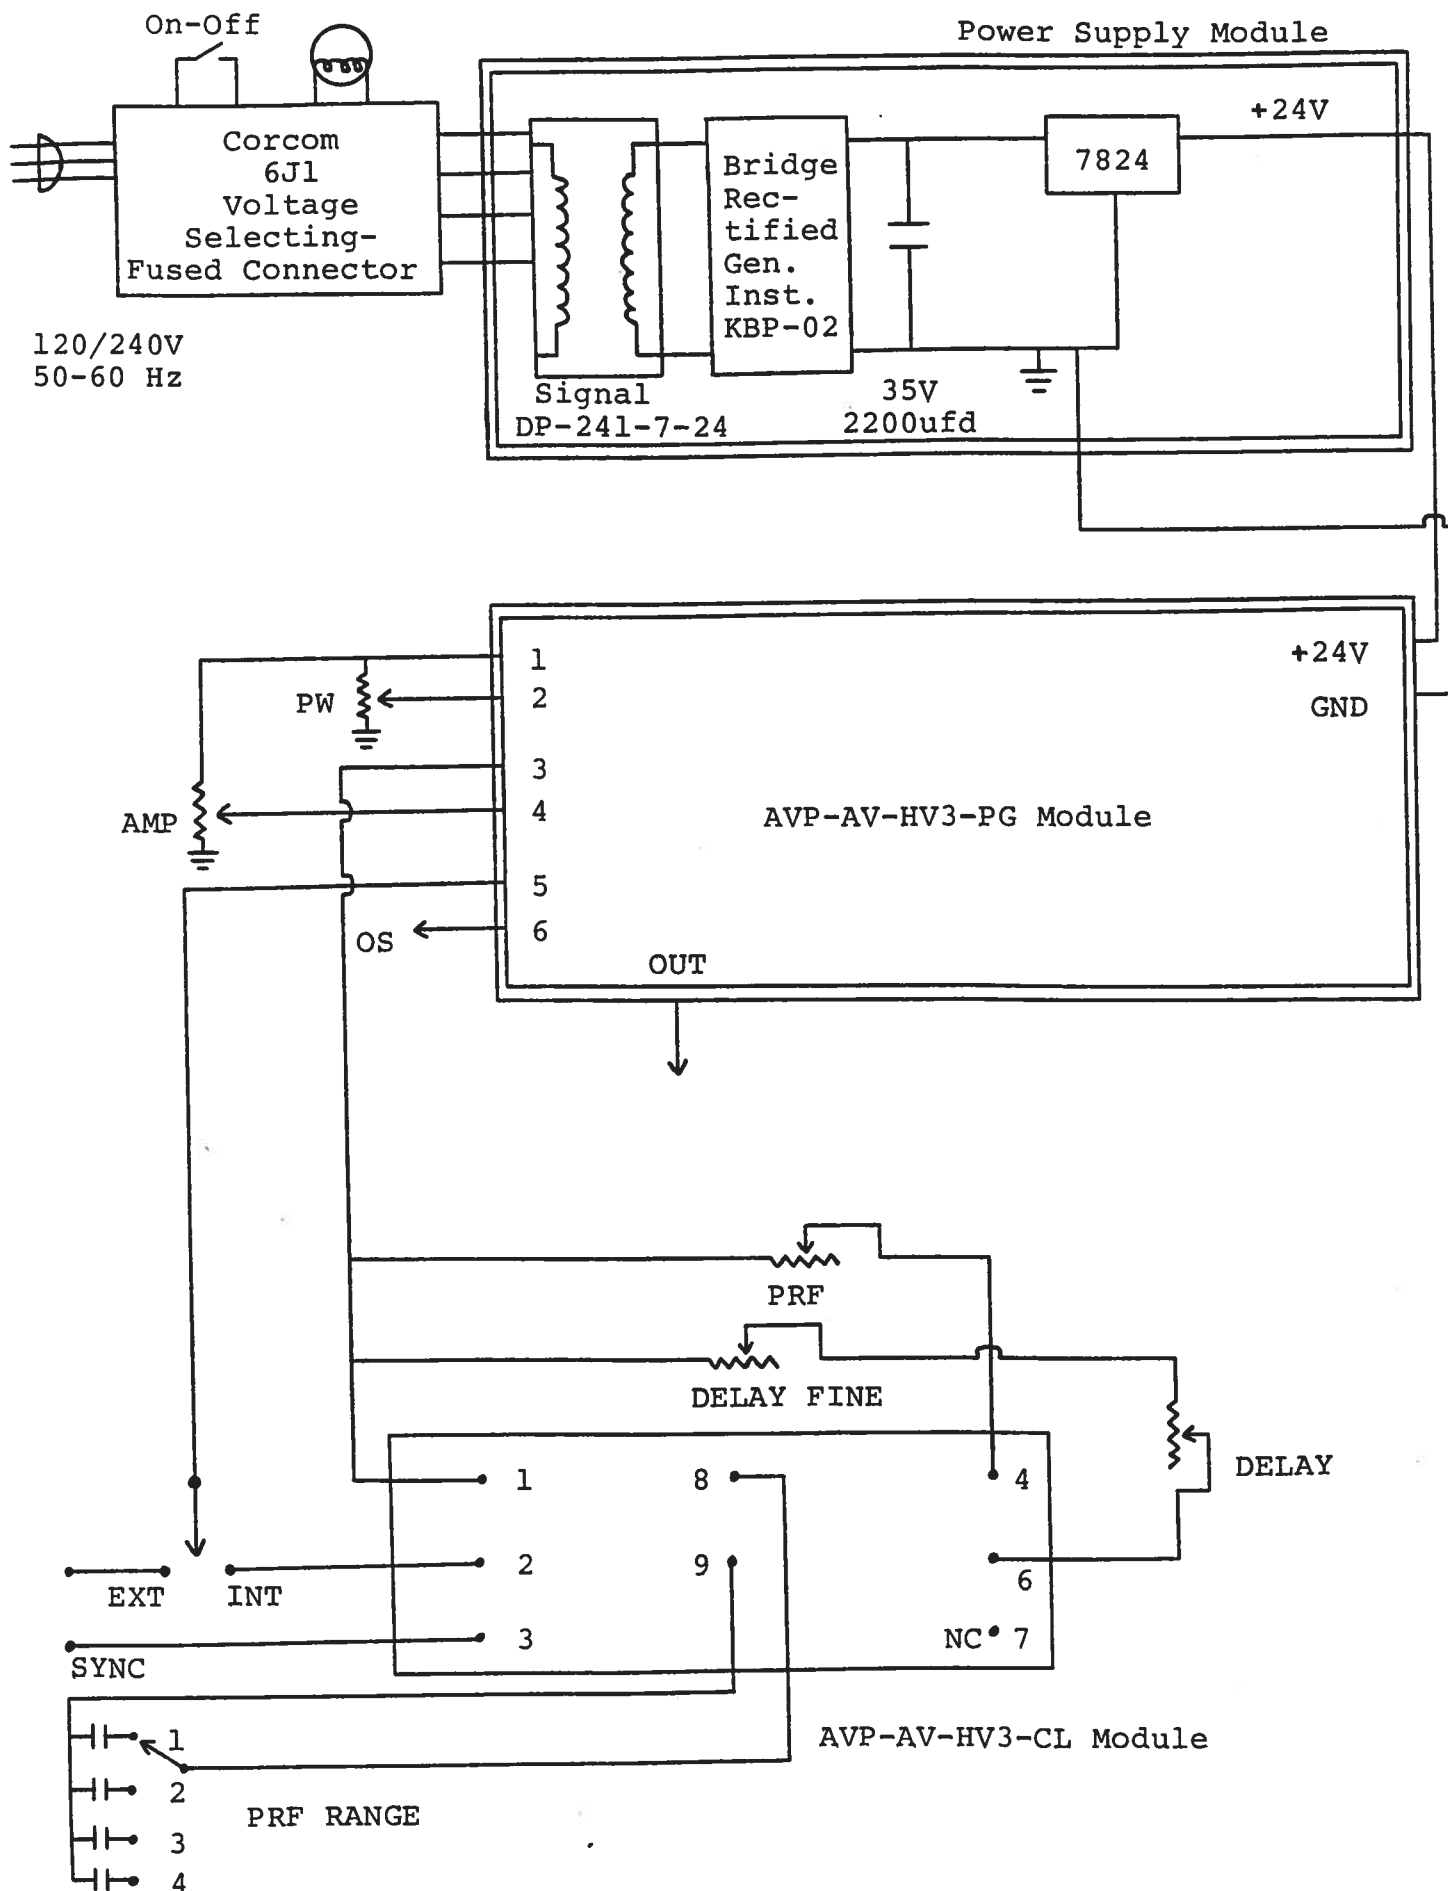 On-Off
Power Supply Module
Corcom
6J1
Voltage
Selecting-
Fused Connector
120/240V
50-60 Hz
Signal
DP-241-7-24
Bridge
Rec-
tified
Gen.
Inst.
KBP-02
35V
2200ufd
7824
+24V
1
2
3
4
5
6
PW
AMP
OS
OUT
AVP-AV-HV3-PG Module
+24V
GND
PRF
DELAY FINE
DELAY
1
2
3
8
9
4
6
NC 7
EXT
INT
SYNC
AVP-AV-HV3-CL Module
1
2
3
4
PRF RANGE